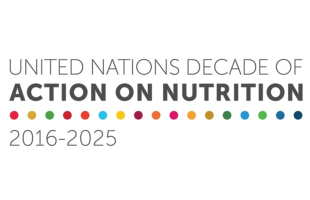 UNITED NATIONS DECADE OF
ACTION ON NUTRITION
2016-2025